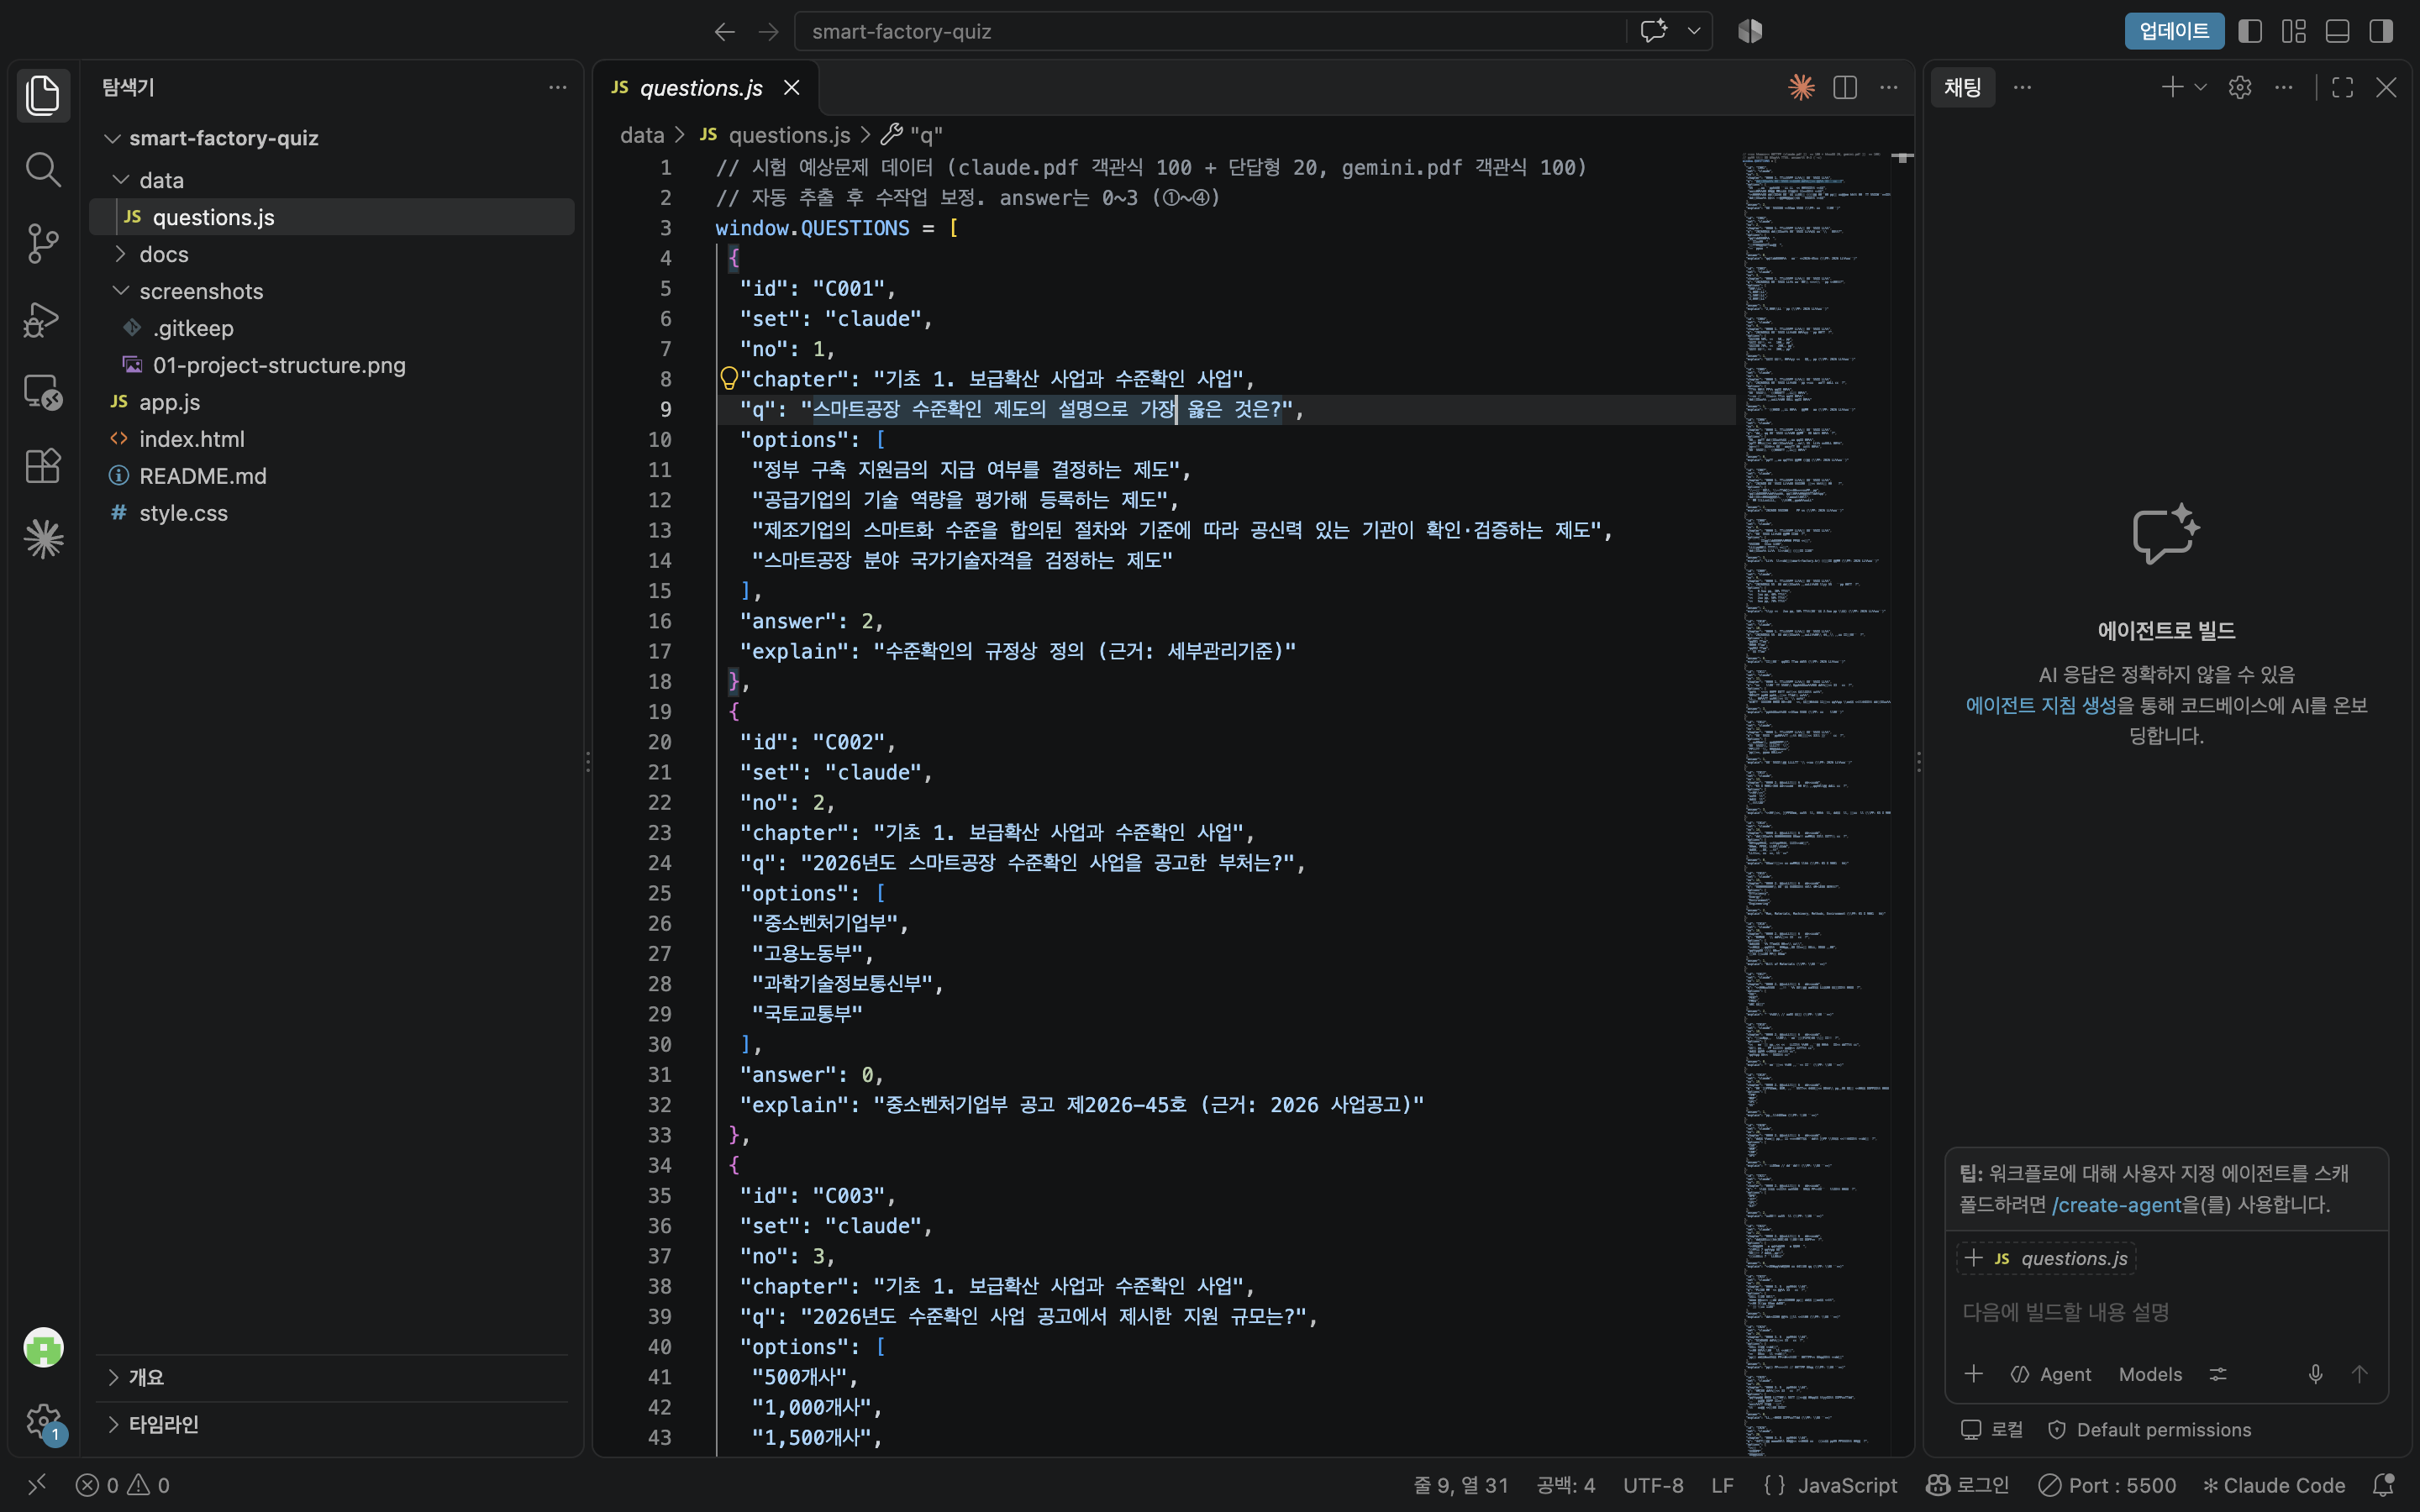 smart-factory-quiz
업데이트
탐색기
smart-factory-quiz
data
JS questions.js
docs
screenshots
.gitkeep
01-project-structure.png
JS app.js
<> index.html
README.md
# style.css
개요
타임라인
JS questions.js
data > JS questions.js > "q"
1 // 시험 예상문제 데이터 (claude.pdf 객관식 100 + 단답형 20, gemini.pdf 객관식 100)
2 // 자동 추출 후 수작업 보정. answer는 0~3 (①~④)
3 window.QUESTIONS = [
4 {
5 "id": "C001",
6 "set": "claude",
7 "no": 1,
8 "chapter": "기초 1. 보급확산 사업과 수준확인 사업",
9 "q": "스마트공장 수준확인 제도의 설명으로 가장 옳은 것은?",
10 "options": [
11 "정부 구축 지원금의 지급 여부를 결정하는 제도",
12 "공급기업의 기술 역량을 평가해 등록하는 제도",
13 "제조기업의 스마트화 수준을 합의된 절차와 기준에 따라 공신력 있는 기관이 확인·검증하는 제도",
14 "스마트공장 분야 국가기술자격을 검정하는 제도"
15 ],
16 "answer": 2,
17 "explain": "수준확인의 규정상 정의 (근거: 세부관리기준)"
18 },
19 {
20 "id": "C002",
21 "set": "claude",
22 "no": 2,
23 "chapter": "기초 1. 보급확산 사업과 수준확인 사업",
24 "q": "2026년도 스마트공장 수준확인 사업을 공고한 부처는?",
25 "options": [
26 "중소벤처기업부",
27 "고용노동부",
28 "과학기술정보통신부",
29 "국토교통부"
30 ],
31 "answer": 0,
32 "explain": "중소벤처기업부 공고 제2026-45호 (근거: 2026 사업공고)"
33 },
34 {
35 "id": "C003",
36 "set": "claude",
37 "no": 3,
38 "chapter": "기초 1. 보급확산 사업과 수준확인 사업",
39 "q": "2026년도 수준확인 사업 공고에서 제시한 지원 규모는?",
40 "options": [
41 "500개사",
42 "1,000개사",
43 "1,500개사",
채팅
에이전트로 빌드
AI 응답은 정확하지 않을 수 있음
에이전트 지침 생성을 통해 코드베이스에 AI를 온보
딩합니다.
팁: 워크플로에 대해 사용자 지정 에이전트를 스캐
폴드하려면 /create-agent을(를) 사용합니다.
JS questions.js
다음에 빌드할 내용 설명
Agent Models
로컬 Default permissions
1
0 0
줄 9, 열 31 공백: 4 UTF-8 LF { } JavaScript 로그인 Port : 5500 Claude Code